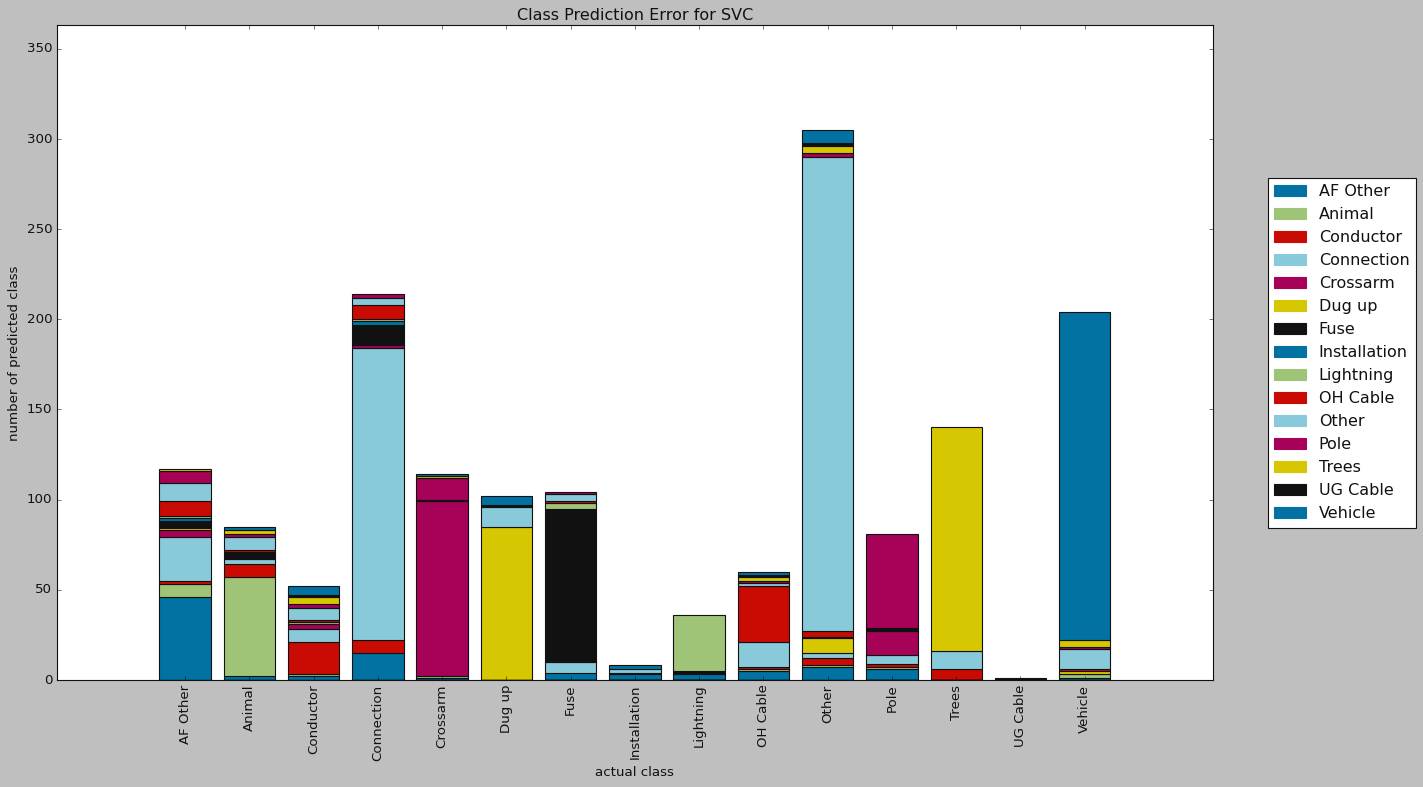 Class Prediction Error for SVC
number of predicted class
350
300
250
200
150
100
50
0
AF Other
Animal
Conductor
Connection
Crossarm
Dug up
Fuse
Installation
Lightning
OH Cable
Other
Pole
Trees
UG Cable
Vehicle
actual class
AF Other
Animal
Conductor
Connection
Crossarm
Dug up
Fuse
Installation
Lightning
OH Cable
Other
Pole
Trees
UG Cable
Vehicle